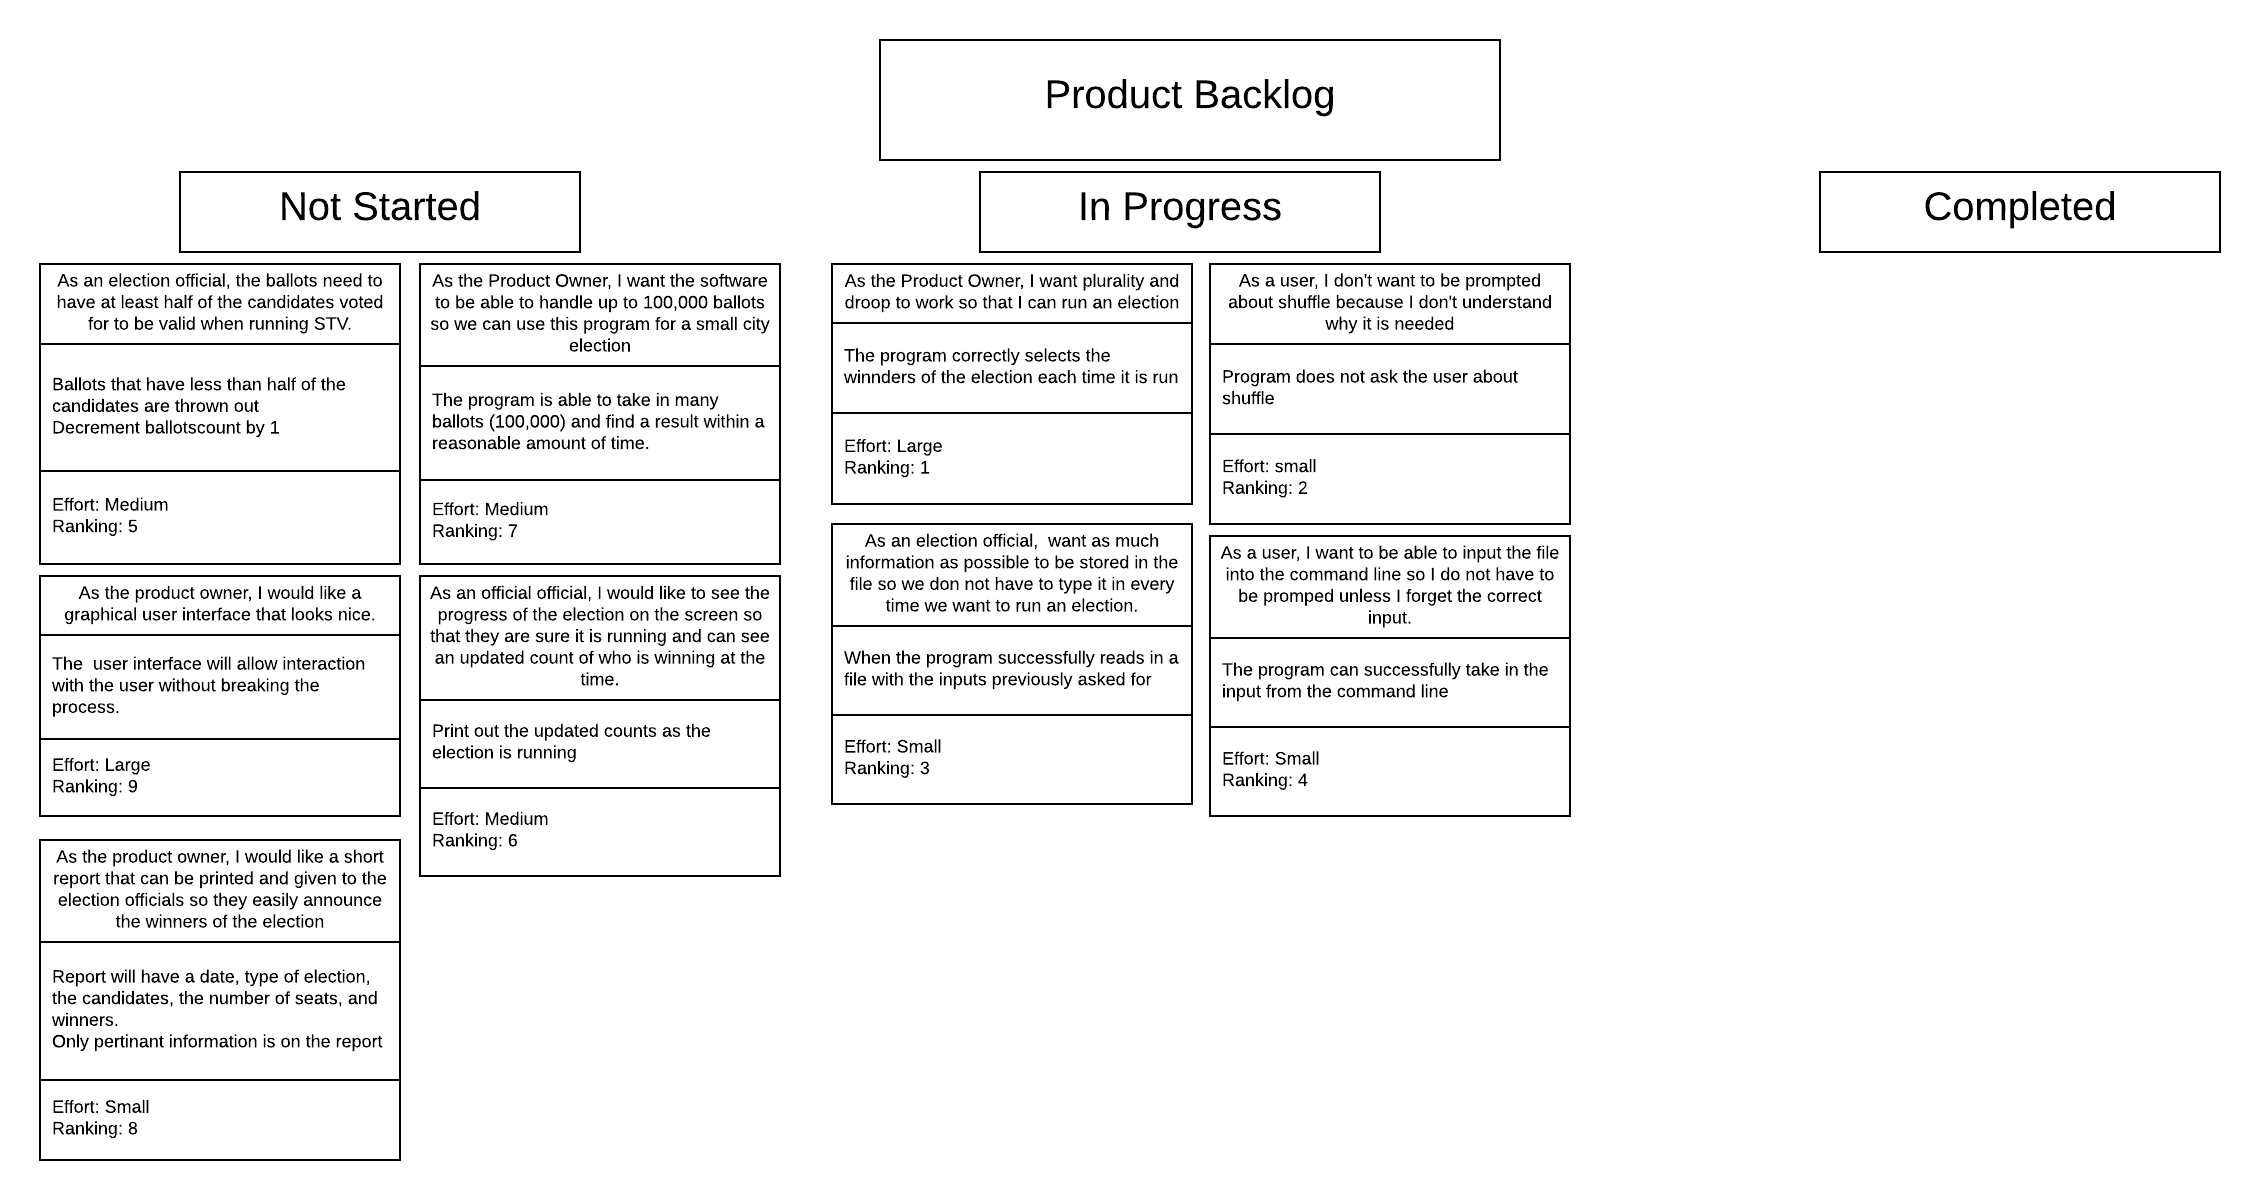 Product Backlog
Not Started
In Progress
Completed
As an election official, the ballots need to
have at least half of the candidates voted
for to be valid when running STV.
Ballots that have less than half of the
candidates are thrown out
Decrement ballotscount by 1
Effort: Medium
Ranking: 5
As the product owner, I would like a
graphical user interface that looks nice.
The  user interface will allow interaction
with the user without breaking the
process.
Effort: Large
Ranking: 9
As the product owner, I would like a short
report that can be printed and given to the
election officials so they easily announce
the winners of the election
Report will have a date, type of election,
the candidates, the number of seats, and
winners.
Only pertinant information is on the report
Effort: Small
Ranking: 8
As the Product Owner, I want the software
to be able to handle up to 100,000 ballots
so we can use this program for a small city
election
The program is able to take in many
ballots (100,000) and find a result within a
reasonable amount of time.
Effort: Medium
Ranking: 7
As an official official, I would like to see the
progress of the election on the screen so
that they are sure it is running and can see
an updated count of who is winning at the
time.
Print out the updated counts as the
election is running
Effort: Medium
Ranking: 6
As the Product Owner, I want plurality and
droop to work so that I can run an election
The program correctly selects the
winnders of the election each time it is run
Effort: Large
Ranking: 1
As an election official,  want as much
information as possible to be stored in the
file so we don not have to type it in every
time we want to run an election.
When the program successfully reads in a
file with the inputs previously asked for
Effort: Small
Ranking: 3
As a user, I don't want to be prompted
about shuffle because I don't understand
why it is needed
Program does not ask the user about
shuffle
Effort: small
Ranking: 2
As a user, I want to be able to input the file
into the command line so I do not have to
be promped unless I forget the correct
input.
The program can successfully take in the
input from the command line
Effort: Small
Ranking: 4